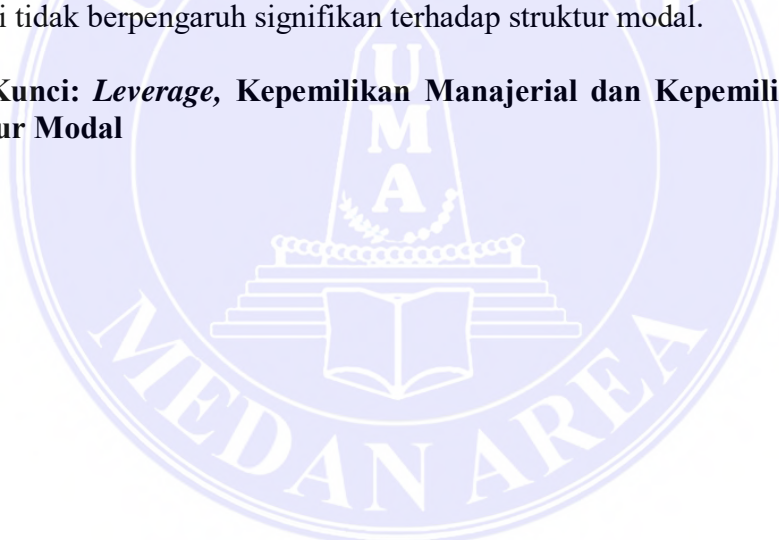 i tidak berpengaruh signifikan terhadap struktur modal.
Kunci: Leverage, Kepemilikan Manajerial dan Kepemili
ur Modal
U
M
A
MEDAN AREA